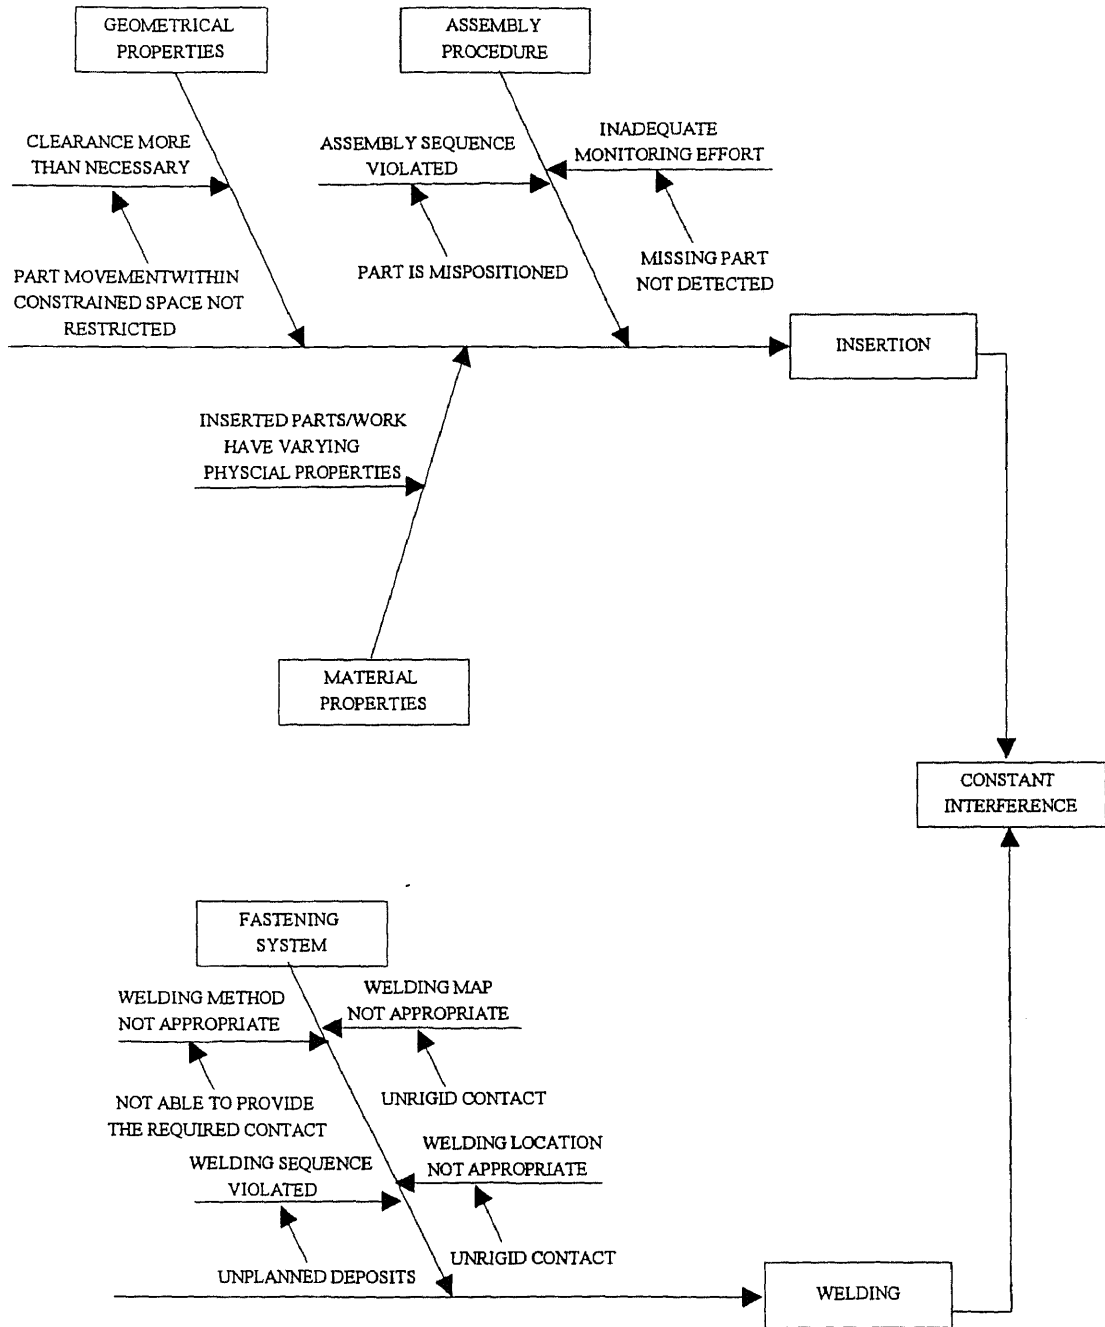 GEOMETRICAL
PROPERTIES
ASSEMBLY
PROCEDURE
CLEARANCE MORE
THAN NECESSARY
ASSEMBLY SEQUENCE
VIOLATED
INADEQUATE
MONITORING EFFORT
PART MOVEMENTWITHIN
CONSTRAINED SPACE NOT
RESTRICTED
PART IS MISPOSITIONED
MISSING PART
NOT DETECTED
INSERTION
INSERTED PARTS/WORK
HAVE VARYING
PHYSCIAL PROPERTIES
MATERIAL
PROPERTIES
CONSTANT
INTERFERENCE
FASTENING
SYSTEM
WELDING METHOD
NOT APPROPRIATE
WELDING MAP
NOT APPROPRIATE
NOT ABLE TO PROVIDE
THE REQUIRED CONTACT
UNRIGID CONTACT
WELDING SEQUENCE
VIOLATED
WELDING LOCATION
NOT APPROPRIATE
UNPLANNED DEPOSITS
UNRIGID CONTACT
WELDING